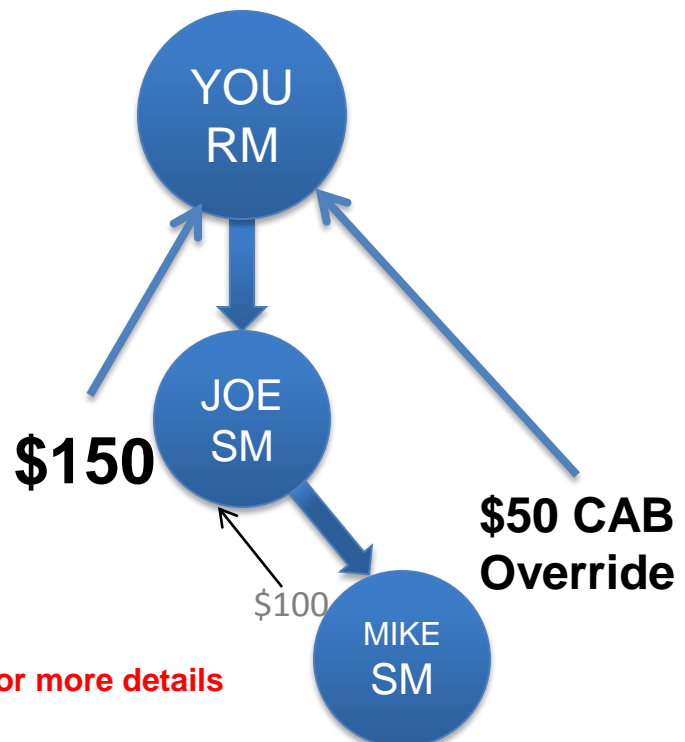 YOU
RM
JOE
SM
$150
$50 CAB
Override
$100
MIKE
SM
or more details